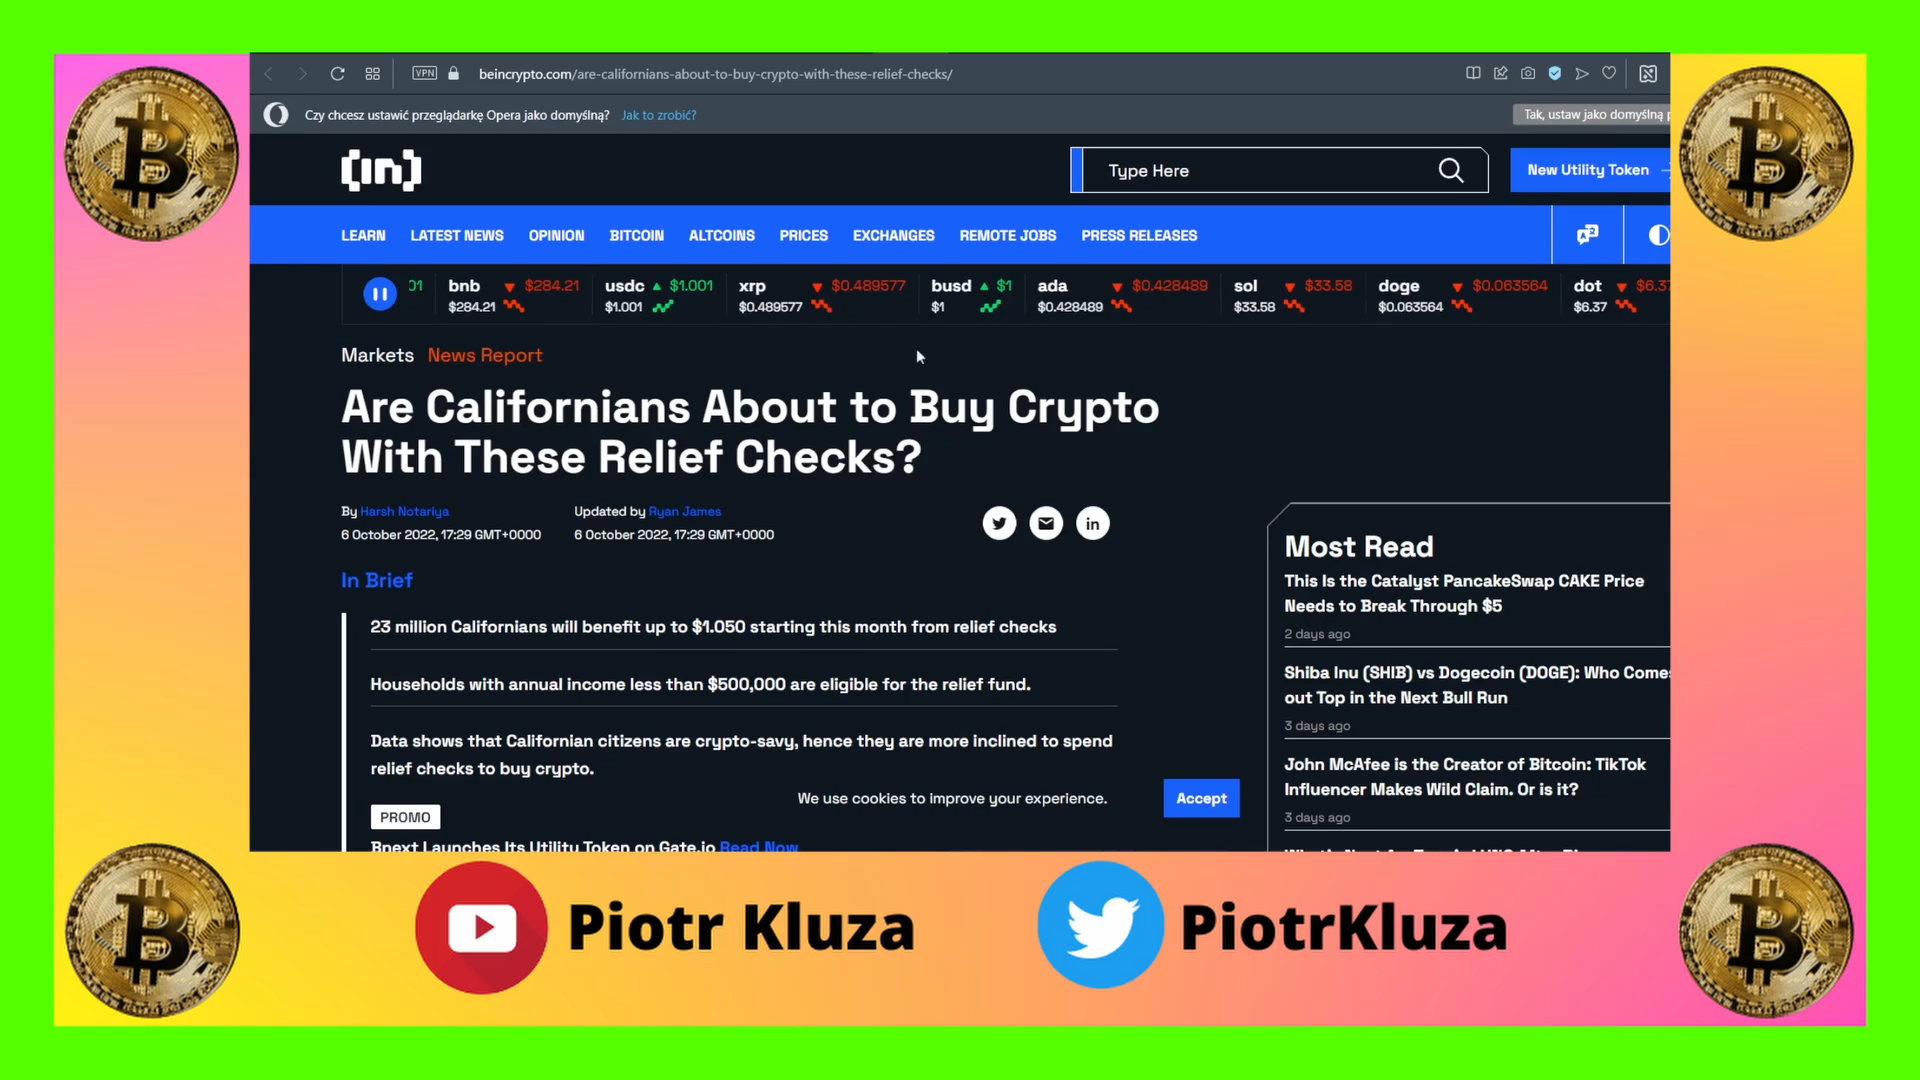 VPN beincrypto.com/are-californians-about-to-buy-crypto-with-these-relief-checks/
Czy chcesz ustawić przeglądarkę Opera jako domyślną? Jak to zrobić? Tak, ustaw jako domyślną p
[in] Type Here New Utility Token
LEARN LATEST NEWS OPINION BITCOIN ALTCOINS PRICES EXCHANGES REMOTE JOBS PRESS RELEASES
01 bnb $284.21 usdc $1.001 xrp $0.489577 busd $1 ada $0.428489 sol $33.58 doge $0.063564 dot $6.37
$284.21 $1.001 $0.489577 $1 $0.428489 $33.58 $0.063564 $6.37
Markets News Report
Are Californians About to Buy Crypto
With These Relief Checks?
By Harsh Notariya Updated by Ryan James
6 October 2022, 17:29 GMT+0000 6 October 2022, 17:29 GMT+0000
In Brief
23 million Californians will benefit up to $1.050 starting this month from relief checks
Households with annual income less than $500,000 are eligible for the relief fund.
Data shows that Californian citizens are crypto-savy, hence they are more inclined to spend
relief checks to buy crypto.
PROMO
Bnext Launches Its Utility Token on Gate.io Read Now
We use cookies to improve your experience. Accept
Most Read
This Is the Catalyst PancakeSwap CAKE Price
Needs to Break Through $5
2 days ago
Shiba Inu (SHIB) vs Dogecoin (DOGE): Who Comes
out Top in the Next Bull Run
3 days ago
John McAfee is the Creator of Bitcoin: TikTok
Influencer Makes Wild Claim. Or is it?
3 days ago
Piotr Kluza PiotrKluza